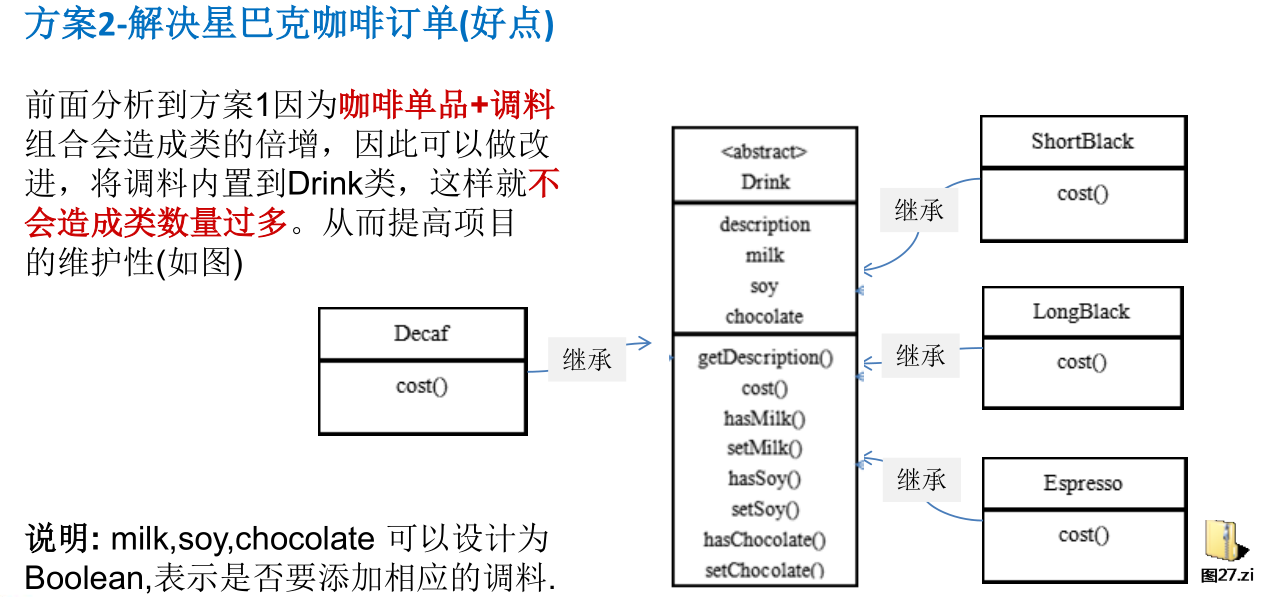 方案2-解决星巴克咖啡订单(好点)
前面分析到方案1因为咖啡单品+调料
组合会造成类的倍增，因此可以做改
进，将调料内置到Drink类，这样就不
会造成类数量过多。从而提高项目
的维护性(如图)
Decaf
cost()
继承
<abstract>
Drink
description
milk
soy
chocolate
getDescription()
cost()
hasMilk()
setMilk()
hasSoy()
setSoy()
hasChocolate()
setChocolate()
继承
ShortBlack
cost()
继承
LongBlack
cost()
继承
Espresso
cost()
说明: milk,soy,chocolate 可以设计为
Boolean,表示是否要添加相应的调料.
图27.zi